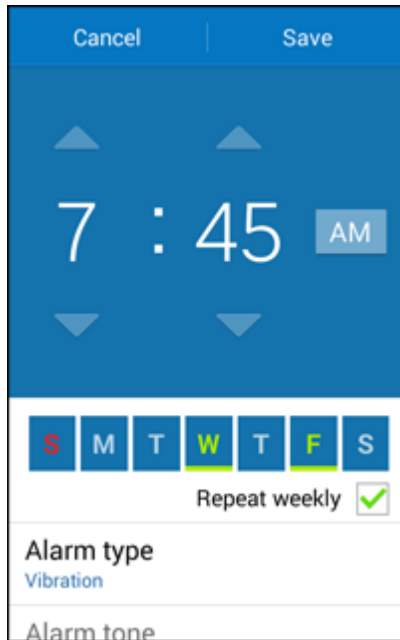 Cancel Save
7 : 45 AM
S M T W T F S
Repeat weekly
Alarm type
Vibration
Alarm tone